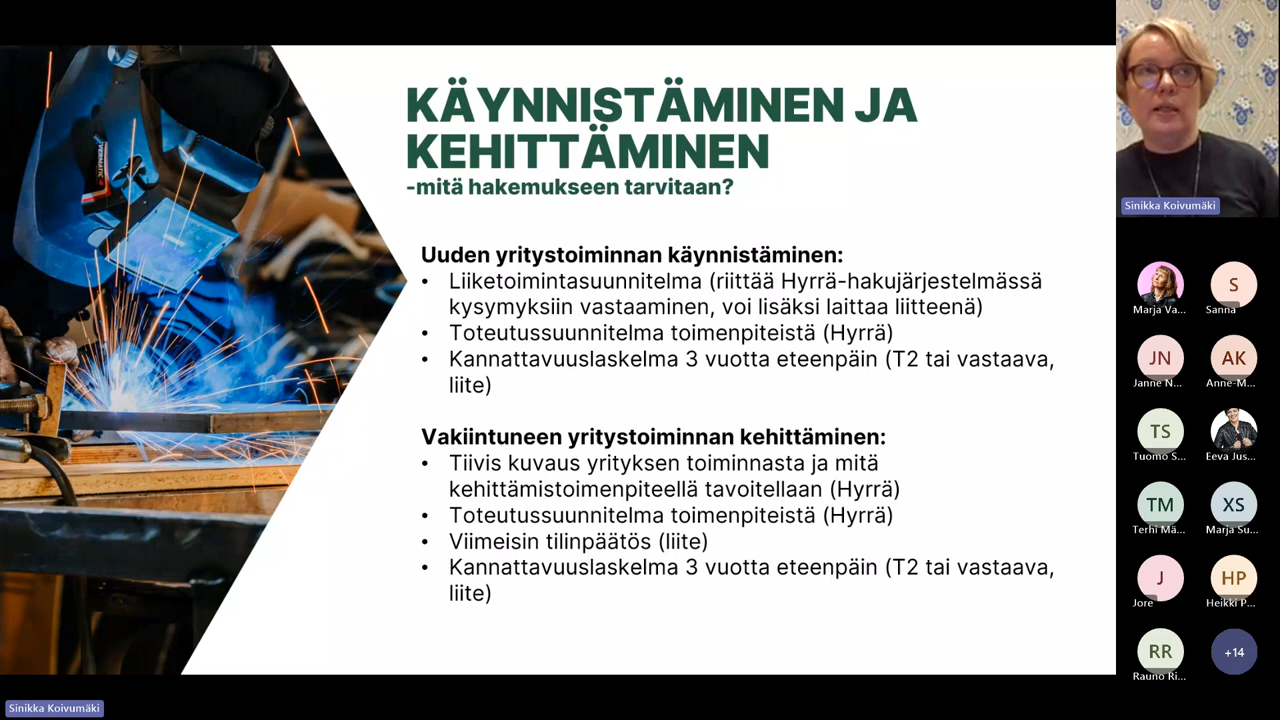 KÄYNNISTÄMINEN JA
KEHITTÄMINEN
-mitä hakemukseen tarvitaan?
Uuden yritystoiminnan käynnistäminen:
• Liiketoimintasuunnitelma (riittää Hyrrä-hakujärjestelmässä
kysymyksiin vastaaminen, voi lisäksi laittaa liitteenä)
• Toteutussuunnitelma toimenpiteistä (Hyrrä)
• Kannattavuuslaskelma 3 vuotta eteenpäin (T2 tai vastaava,
liite)
Vakiintuneen yritystoiminnan kehittäminen:
• Tiivis kuvaus yrityksen toiminnasta ja mitä
kehittämistoimenpiteellä tavoitellaan (Hyrrä)
• Toteutussuunnitelma toimenpiteistä (Hyrrä)
• Viimeisin tilinpäätös (liite)
• Kannattavuuslaskelma 3 vuotta eteenpäin (T2 tai vastaava,
liite)
Sinikka Koivumäki
Marja Va...
S
Sanna
JN
Janne N...
AK
Anne-M...
TS
Tuomo S...
Eeva Jus...
TM
Terhi Mä...
XS
Marja Su...
J
Jore
HP
Heikki P...
RR
Rauno Ri...
+14
Sinikka Koivumäki